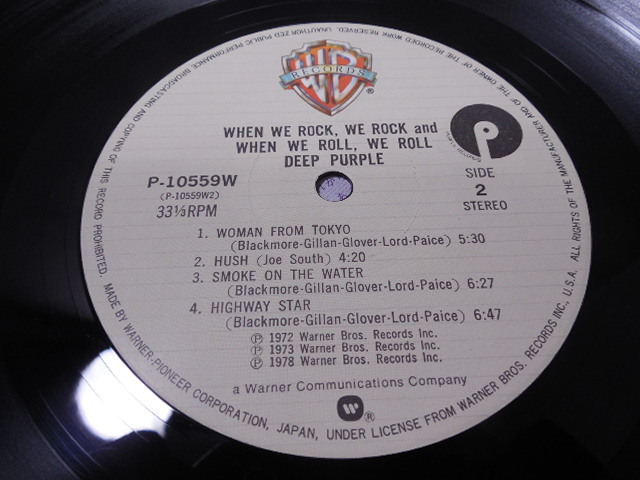 WB
RECORDS
®
WHEN WE ROCK, WE ROCK and
WHEN WE ROLL, WE ROLL
DEEP PURPLE
P-10559W
(P-10559W2)
33⅓RPM
P
SIDE
2
STEREO
1. WOMAN FROM TOKYO
(Blackmore-Gillan-Glover-Lord-Paice) 5:30
2. HUSH (Joe South) 4:20
3. SMOKE ON THE WATER
(Blackmore-Gillan-Glover-Lord-Paice) 6:27
4. HIGHWAY STAR
(Blackmore-Gillan-Glover-Lord-Paice) 6:47
℗ 1972 Warner Bros. Records Inc.
℗ 1973 Warner Bros. Records Inc.
℗ 1978 Warner Bros. Records Inc.
a Warner Communications Company
®
MADE BY WARNER-PIONEER CORPORATION, JAPAN, UNDER LICENSE FROM WARNER BROS. RECORDS INC., U.S.A. ALL RIGHTS OF THE MANUFACTURER AND OF THE OWNER OF THE RECORDED WORK RESERVED. UNAUTHORIZED PUBLIC PERFORMANCE, BROADCASTING AND COPYING OF THIS RECORD PROHIBITED.